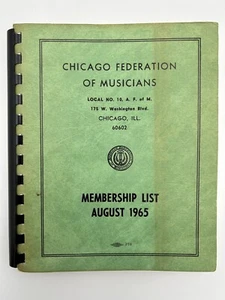 CHICAGO FEDERATION
OF MUSICIANS
LOCAL NO. 10, A. F. of M.
175 W. Washington Blvd.
CHICAGO, ILL.
60602
MEMBERSHIP LIST
AUGUST 1965